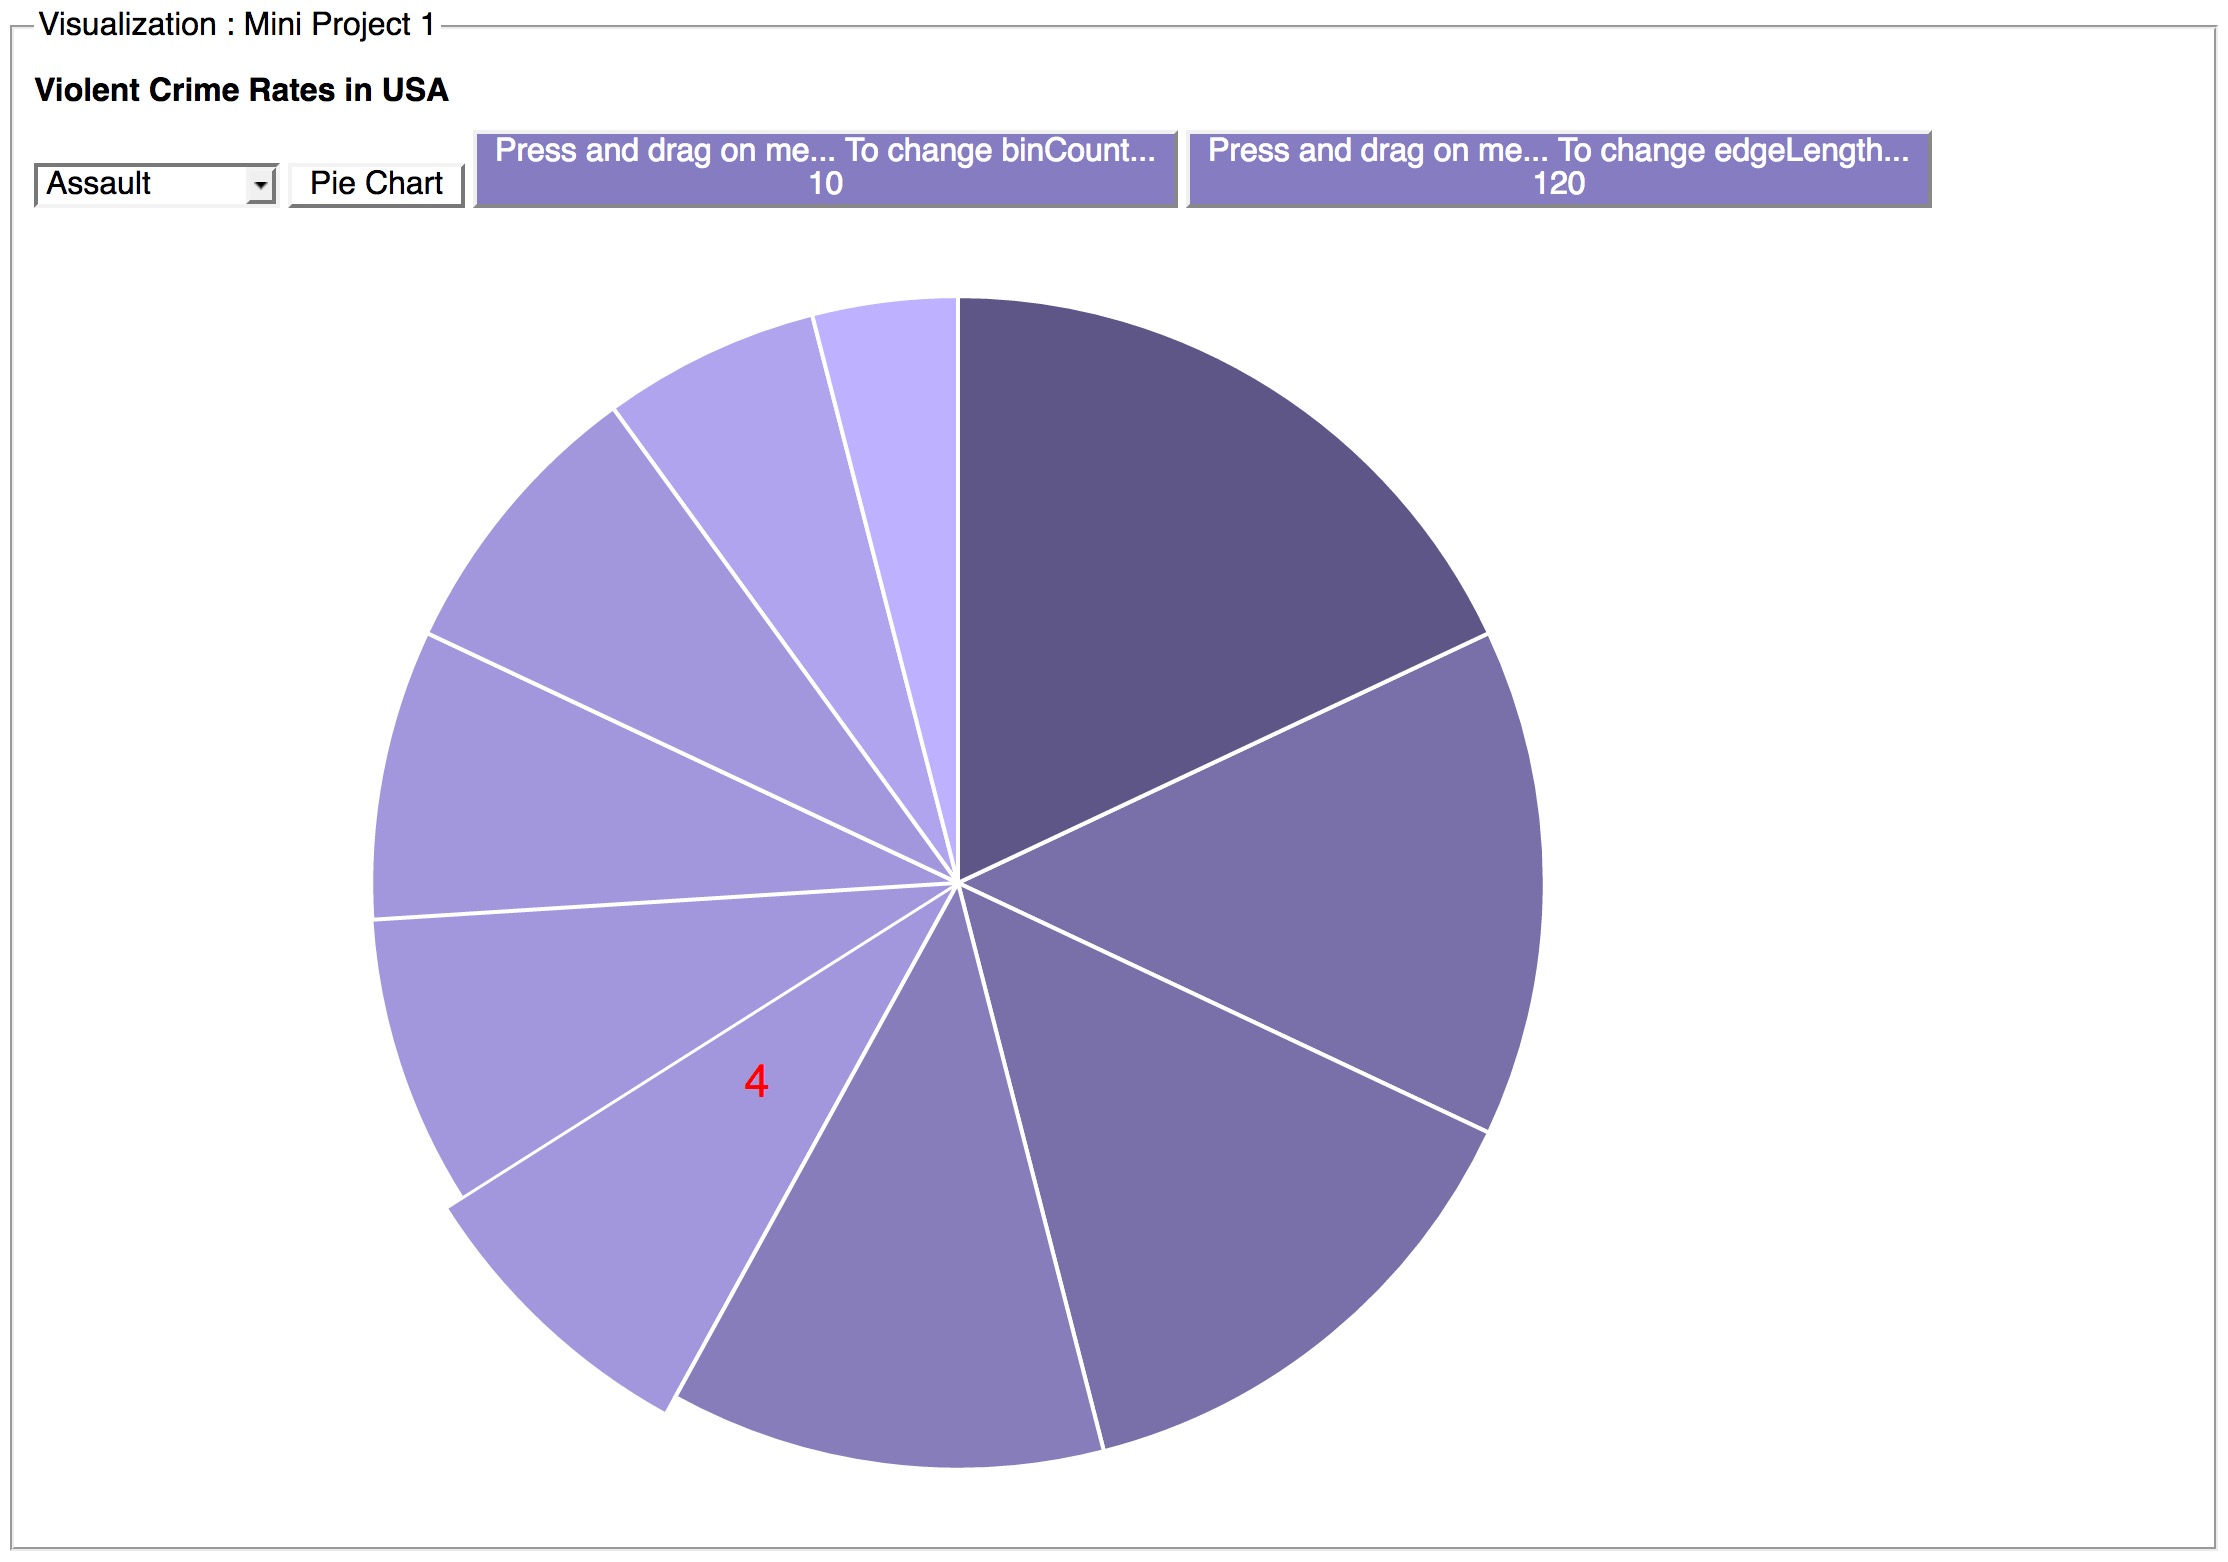 Visualization : Mini Project 1
Violent Crime Rates in USA
Assault
Pie Chart
Press and drag on me... To change binCount...
10
Press and drag on me... To change edgeLength...
120
4